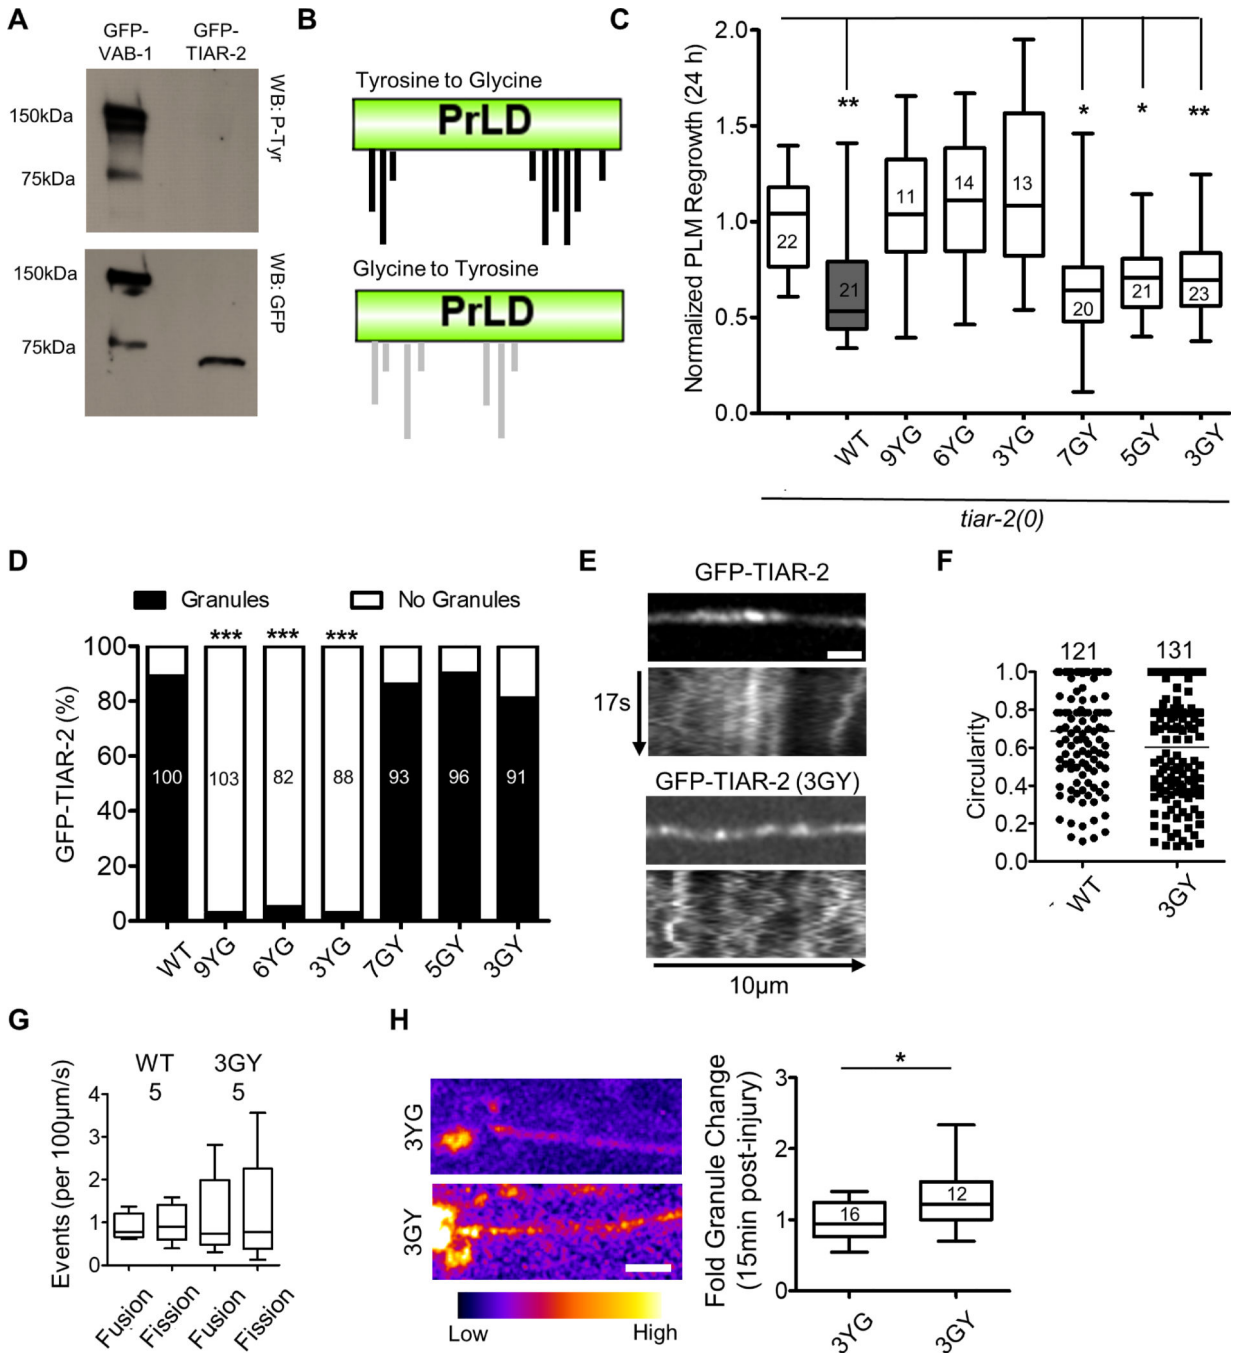 A
GFP-
VAB-1
GFP-
TIAR-2
150kDa
75kDa
WB: P-Tyr
150kDa
75kDa
WB: GFP
B
Tyrosine to Glycine
PrLD
Glycine to Tyrosine
PrLD
C
Normalized PLM Regrowth (24 h)
2.0
1.5
1.0
0.5
0.0
** * * **
22 21 11 14 13 20 21 23
WT 9YG 6YG 3YG 7GY 5GY 3GY
tiar-2(0)
D
Granules No Granules
GFP-TIAR-2 (%)
100
80
60
40
20
0
*** *** ***
100 103 82 88 93 96 91
WT 9YG 6YG 3YG 7GY 5GY 3GY
E
GFP-TIAR-2
17s
GFP-TIAR-2 (3GY)
10µm
F
121 131
Circularity
1.0
0.8
0.6
0.4
0.2
0.0
WT 3GY
G
WT 3GY
5 5
Events (per 100µm/s)
4
3
2
1
0
Fusion Fission Fusion Fission
H
3YG
3GY
Low High
Fold Granule Change
(15min post-injury)
3
2
1
0
*
16 12
3YG 3GY